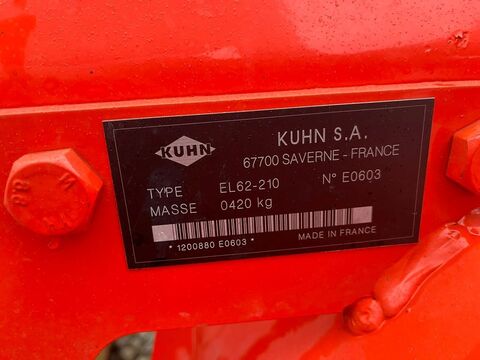 KUHN
KUHN S.A.
67700 SAVERNE - FRANCE
TYPE EL62-210 N° E0603
MASSE 0420 kg
* 1200880 E0603 *
MADE IN FRANCE